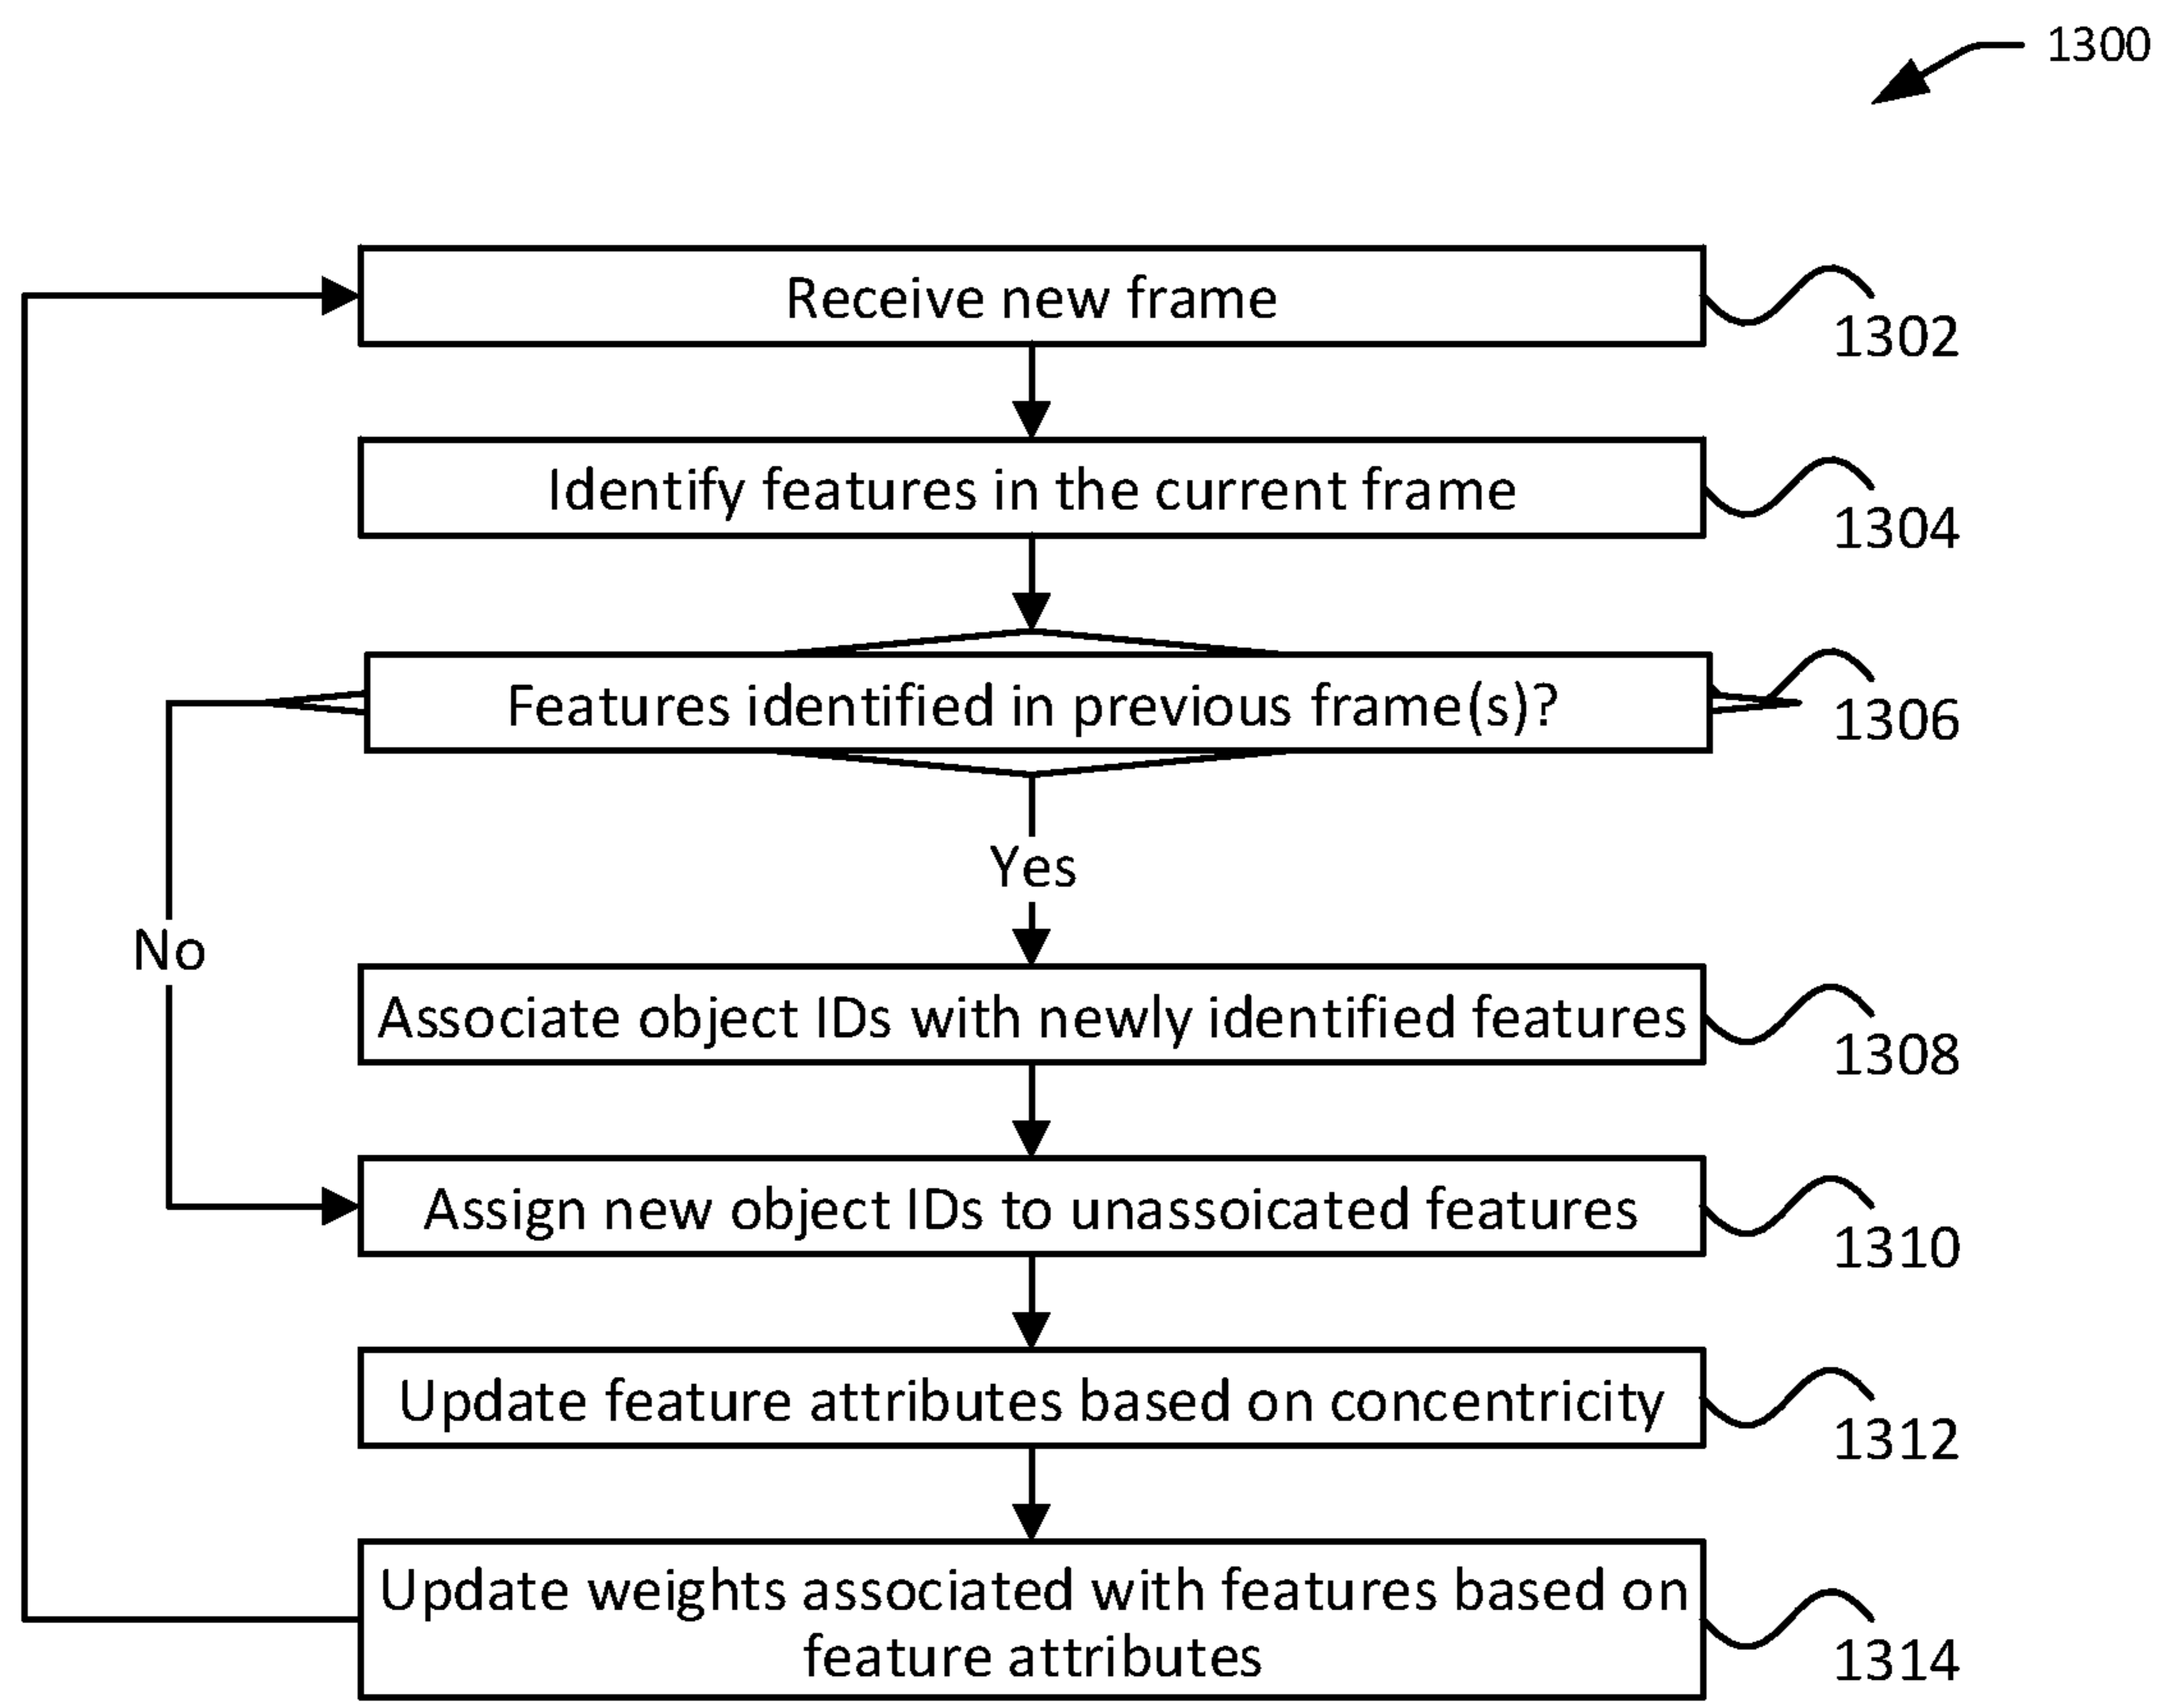 1300
Receive new frame
1302
Identify features in the current frame
1304
Features identified in previous frame(s)?
1306
Yes
No
Associate object IDs with newly identified features
1308
Assign new object IDs to unassoicated features
1310
Update feature attributes based on concentricity
1312
Update weights associated with features based on
feature attributes
1314